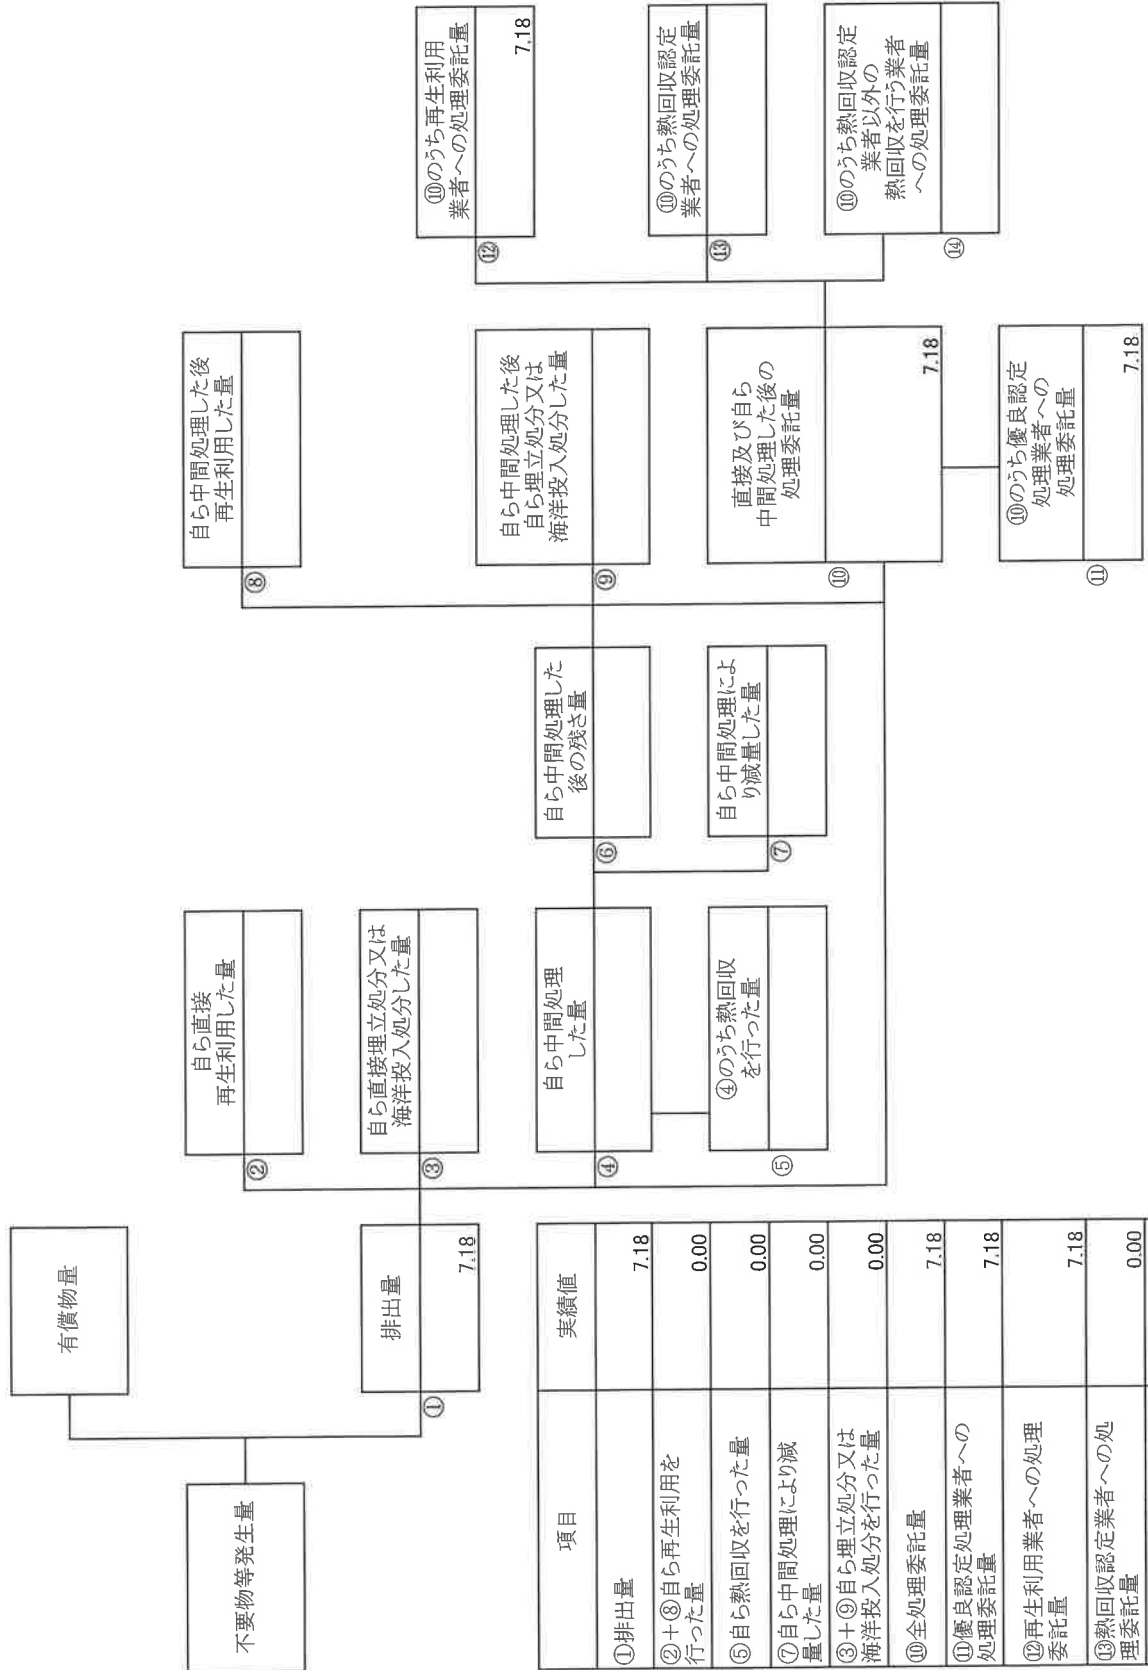 不要物等発生量
有償物量
①
排出量
7.18
②
自ら直接
再生利用した量
③
自ら直接埋立処分又は
海洋投入処分した量
④
自ら中間処理
した量
⑤
④のうち熱回収
を行った量
⑥
自ら中間処理した
後の残さ量
⑦
自ら中間処理によ
り減量した量
⑧
自ら中間処理した後
再生利用した量
⑨
自ら中間処理した後
自ら埋立処分又は
海洋投入処分した量
⑩
直接及び自ら
中間処理した後の
処理委託量
7.18
⑪
⑩のうち優良認定
処理業者への
処理委託量
7.18
⑫
⑩のうち再生利用
業者への処理委託量
7.18
⑬
⑩のうち熱回収認定
業者への処理委託量
⑭
⑩のうち熱回収認定
業者以外の
熱回収を行う業者
への処理委託量
項目 実績値
①排出量 7.18
②+⑧自ら再生利用を
行った量 0.00
⑤自ら熱回収を行った量 0.00
⑦自ら中間処理により減
量した量 0.00
③+⑨自ら埋立処分又は
海洋投入処分を行った量 0.00
⑩全処理委託量 7.18
⑪優良認定処理業者への
処理委託量 7.18
⑫再生利用業者への処理
委託量 7.18
⑬熱回収認定業者への処
理委託量 0.00